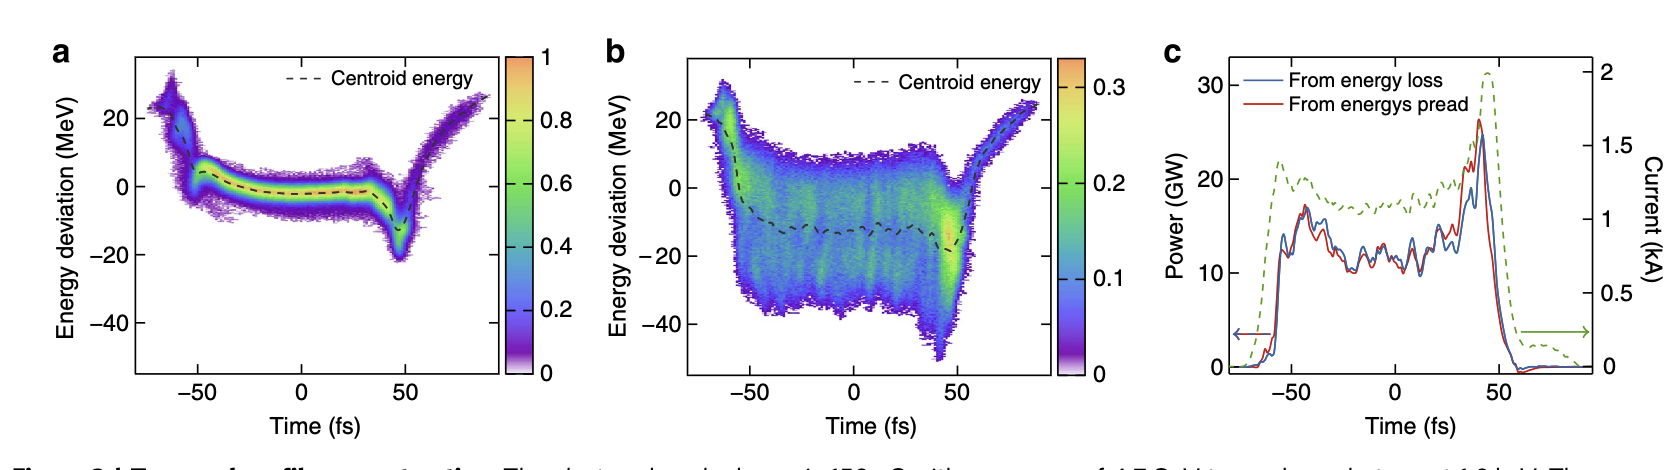 a
b
c
Centroid energy
Energy deviation (MeV)
20
0
−20
−40
−50
0
50
Time (fs)
1
0.8
0.6
0.4
0.2
0
Centroid energy
Energy deviation (MeV)
20
0
−20
−40
−50
0
50
Time (fs)
0.3
0.2
0.1
0
From energy loss
From energys pread
Power (GW)
30
20
10
0
−50
0
50
Time (fs)
2
1.5
1
0.5
0
Current (kA)